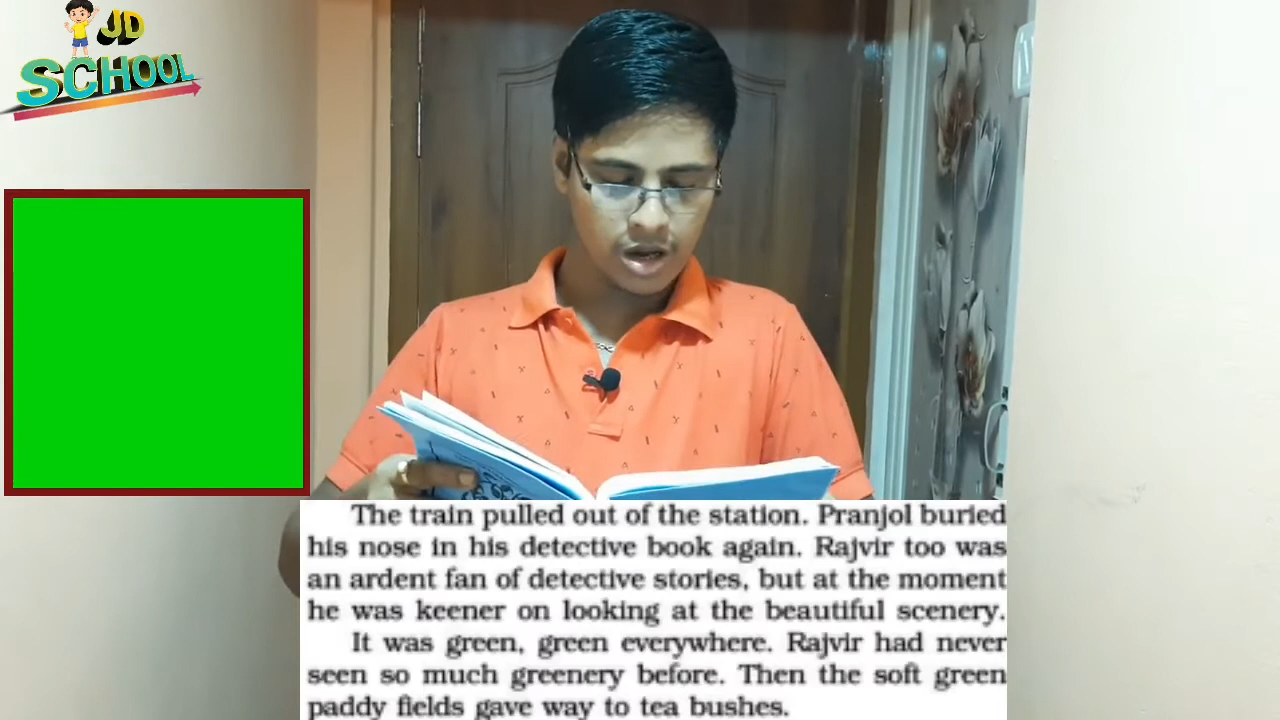 JD
SCHOOL
The train pulled out of the station. Pranjol buried
his nose in his detective book again. Rajvir too was
an ardent fan of detective stories, but at the moment
he was keener on looking at the beautiful scenery.
It was green, green everywhere. Rajvir had never
seen so much greenery before. Then the soft green
paddy fields gave way to tea bushes.